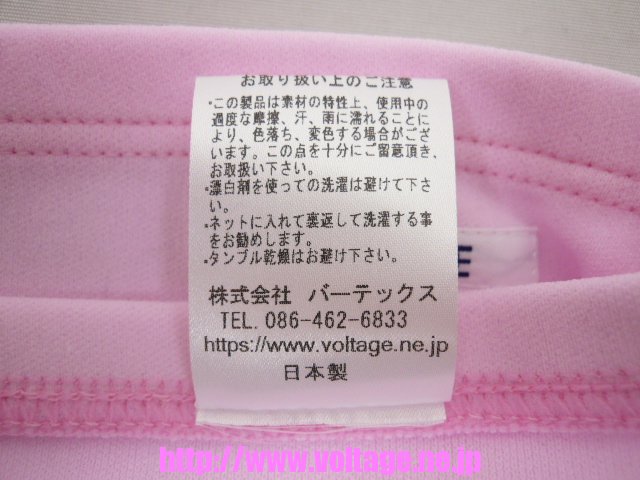 お取り扱い上のご注意
・この製品は素材の特性上、使用中の
過度な摩擦、汗、雨に濡れることに
より、色落ち、変色する場合がござ
います。この点を十分にご留意頂き、
お取扱い下さい。
・漂白剤を使っての洗濯は避けて下さ
い。
・ネットに入れて裏返して洗濯する事
をお勧めします。
・タンブル乾燥はお避け下さい。
株式会社 バーテックス
TEL. 086-462-6833
https://www.voltage.ne.jp
日本製
http://www.voltage.ne.jp